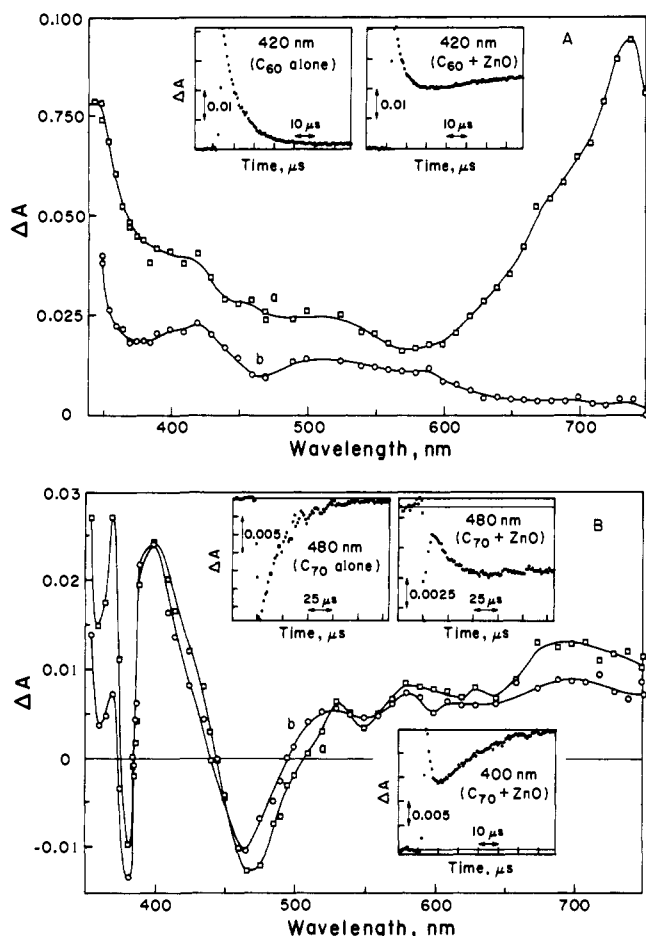 A
420 nm
(C60 alone)
ΔA
0.01
10 μs
Time, μs
420 nm
(C60 + ZnO)
0.01
10 μs
Time, μs
0.100
0.075
0.050
0.025
0
ΔA
a
b
400
500
600
700
Wavelength, nm
B
480 nm
(C70 alone)
ΔA
0.005
25 μs
Time, μs
480 nm
(C70 + ZnO)
0.0025
25 μs
Time, μs
400 nm
(C70 + ZnO)
ΔA
0.005
10 μs
Time, μs
0.03
0.02
0.01
0
-0.01
ΔA
b
a
400
500
600
700
Wavelength, nm